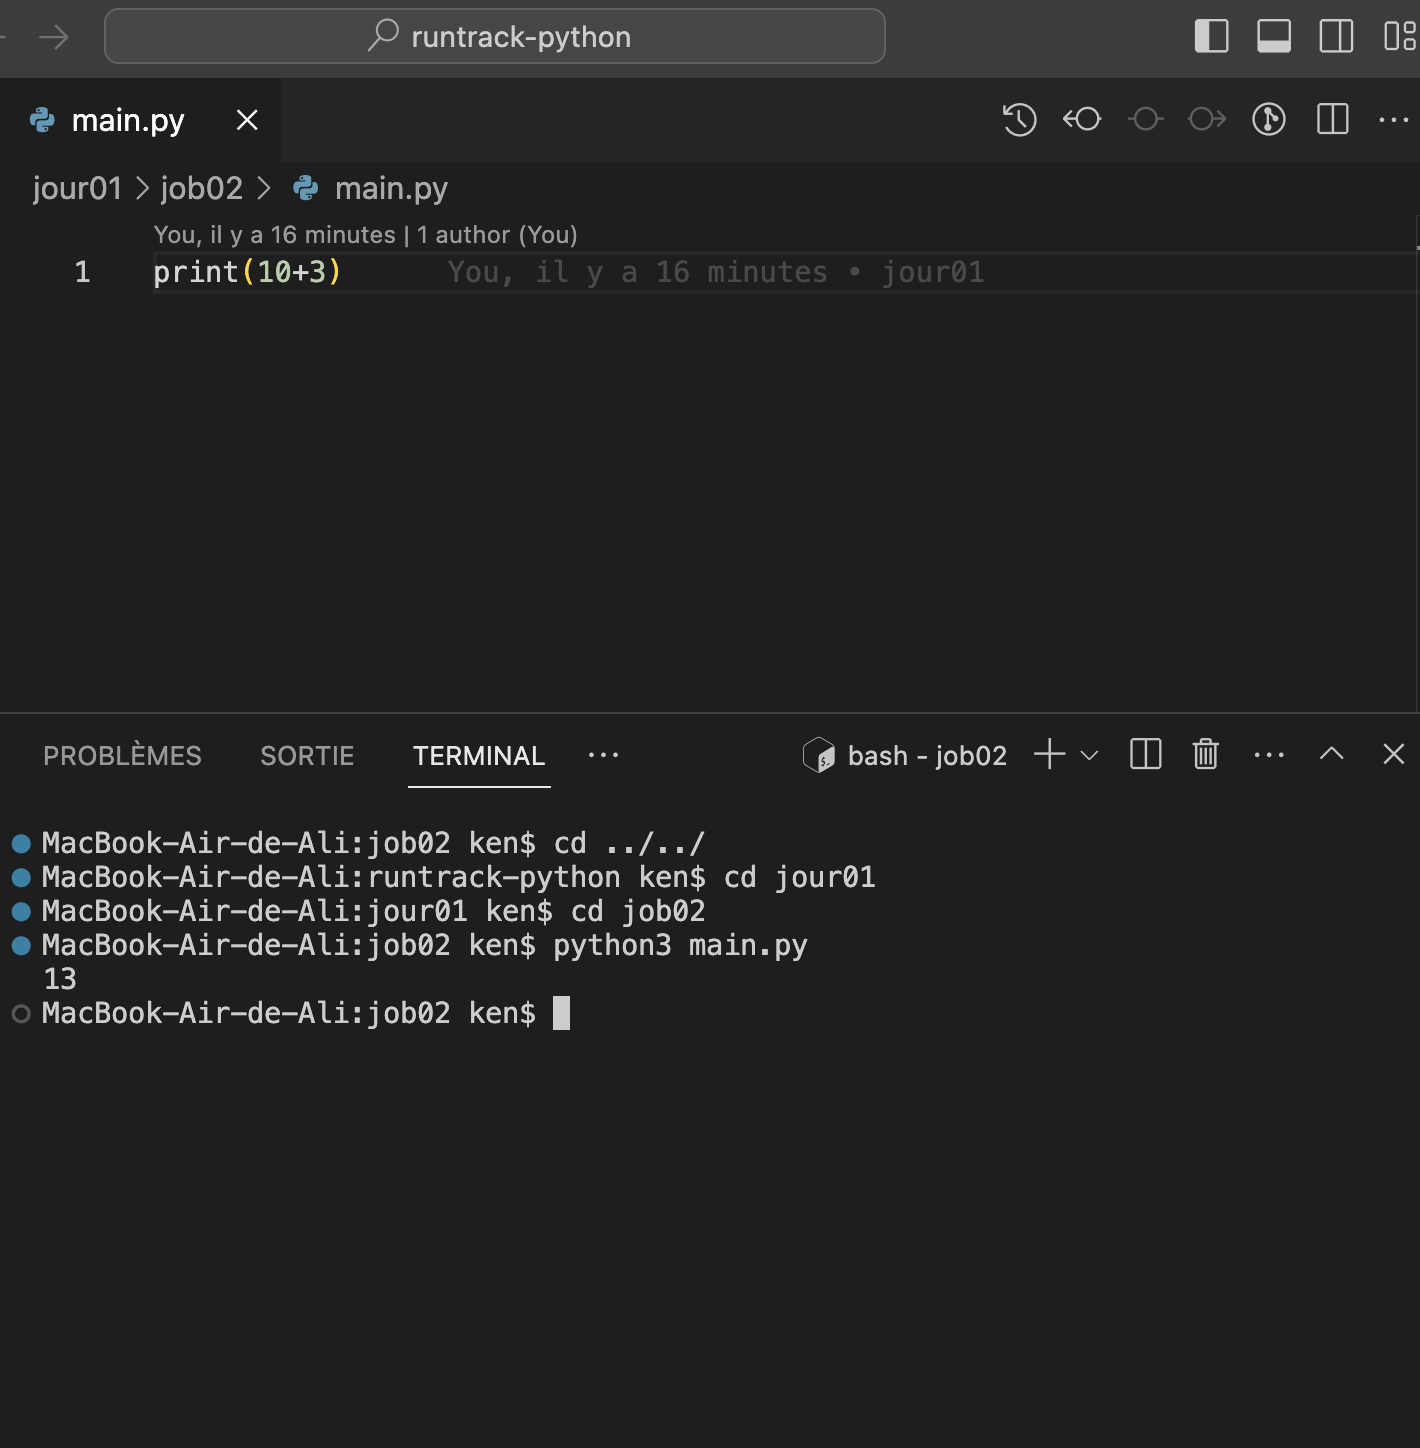 runtrack-python
main.py
jour01 > job02 > main.py
You, il y a 16 minutes | 1 author (You)
1 print(10+3) You, il y a 16 minutes • jour01
PROBLÈMES SORTIE TERMINAL ··· bash - job02
MacBook-Air-de-Ali:job02 ken$ cd ../../
MacBook-Air-de-Ali:runtrack-python ken$ cd jour01
MacBook-Air-de-Ali:jour01 ken$ cd job02
MacBook-Air-de-Ali:job02 ken$ python3 main.py
13
MacBook-Air-de-Ali:job02 ken$